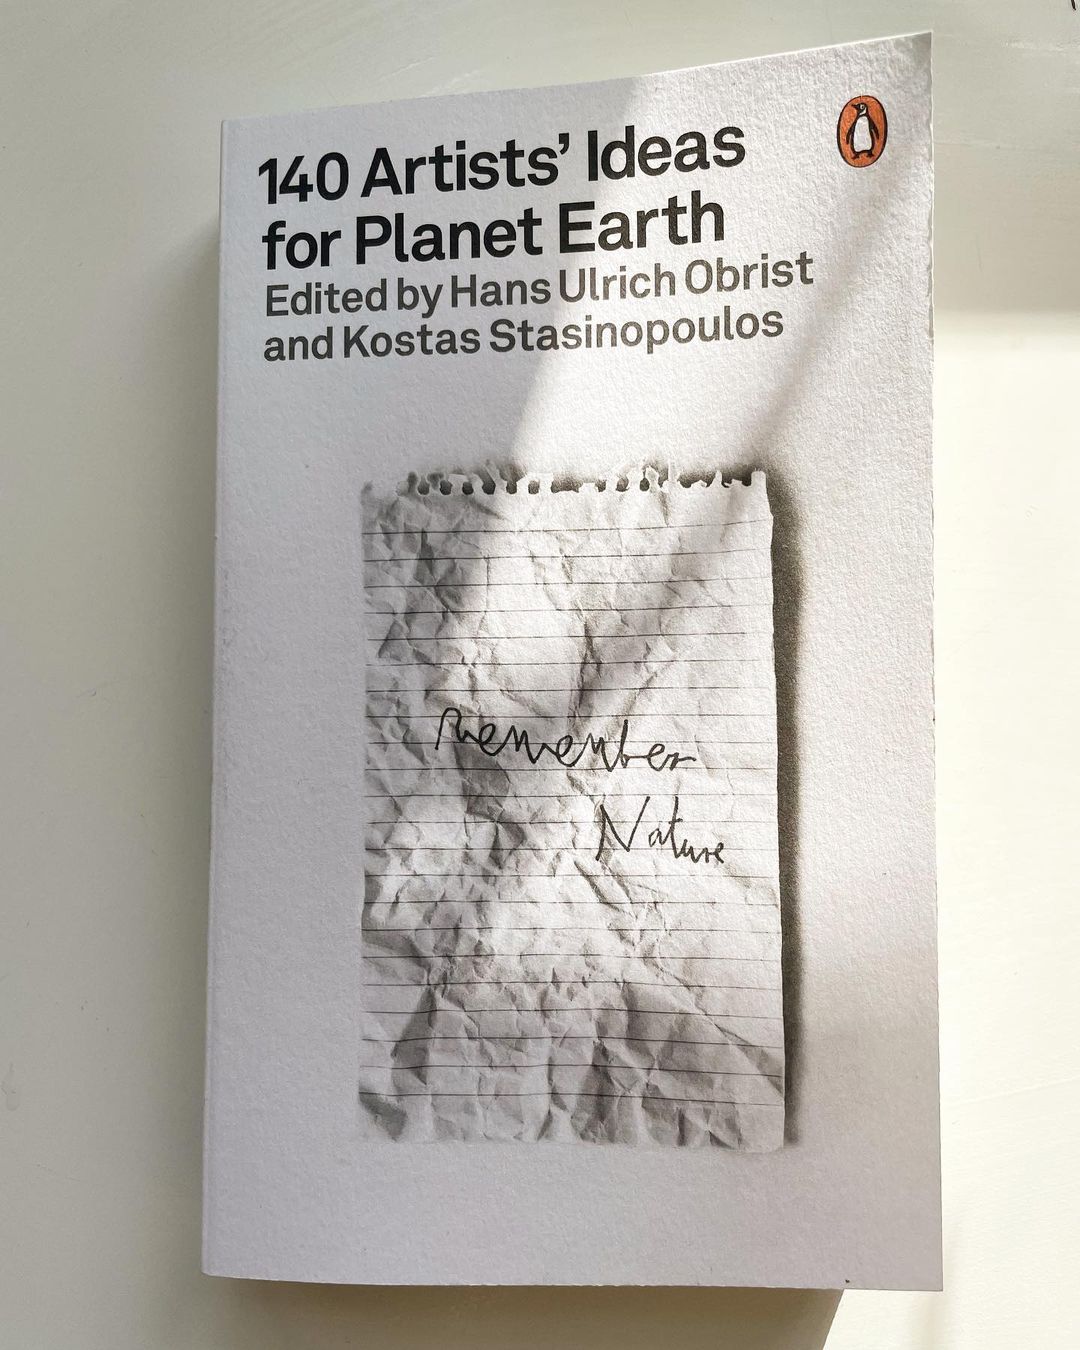 140 Artists’ Ideas
for Planet Earth
Edited by Hans Ulrich Obrist
and Kostas Stasinopoulos
Remember
Nature